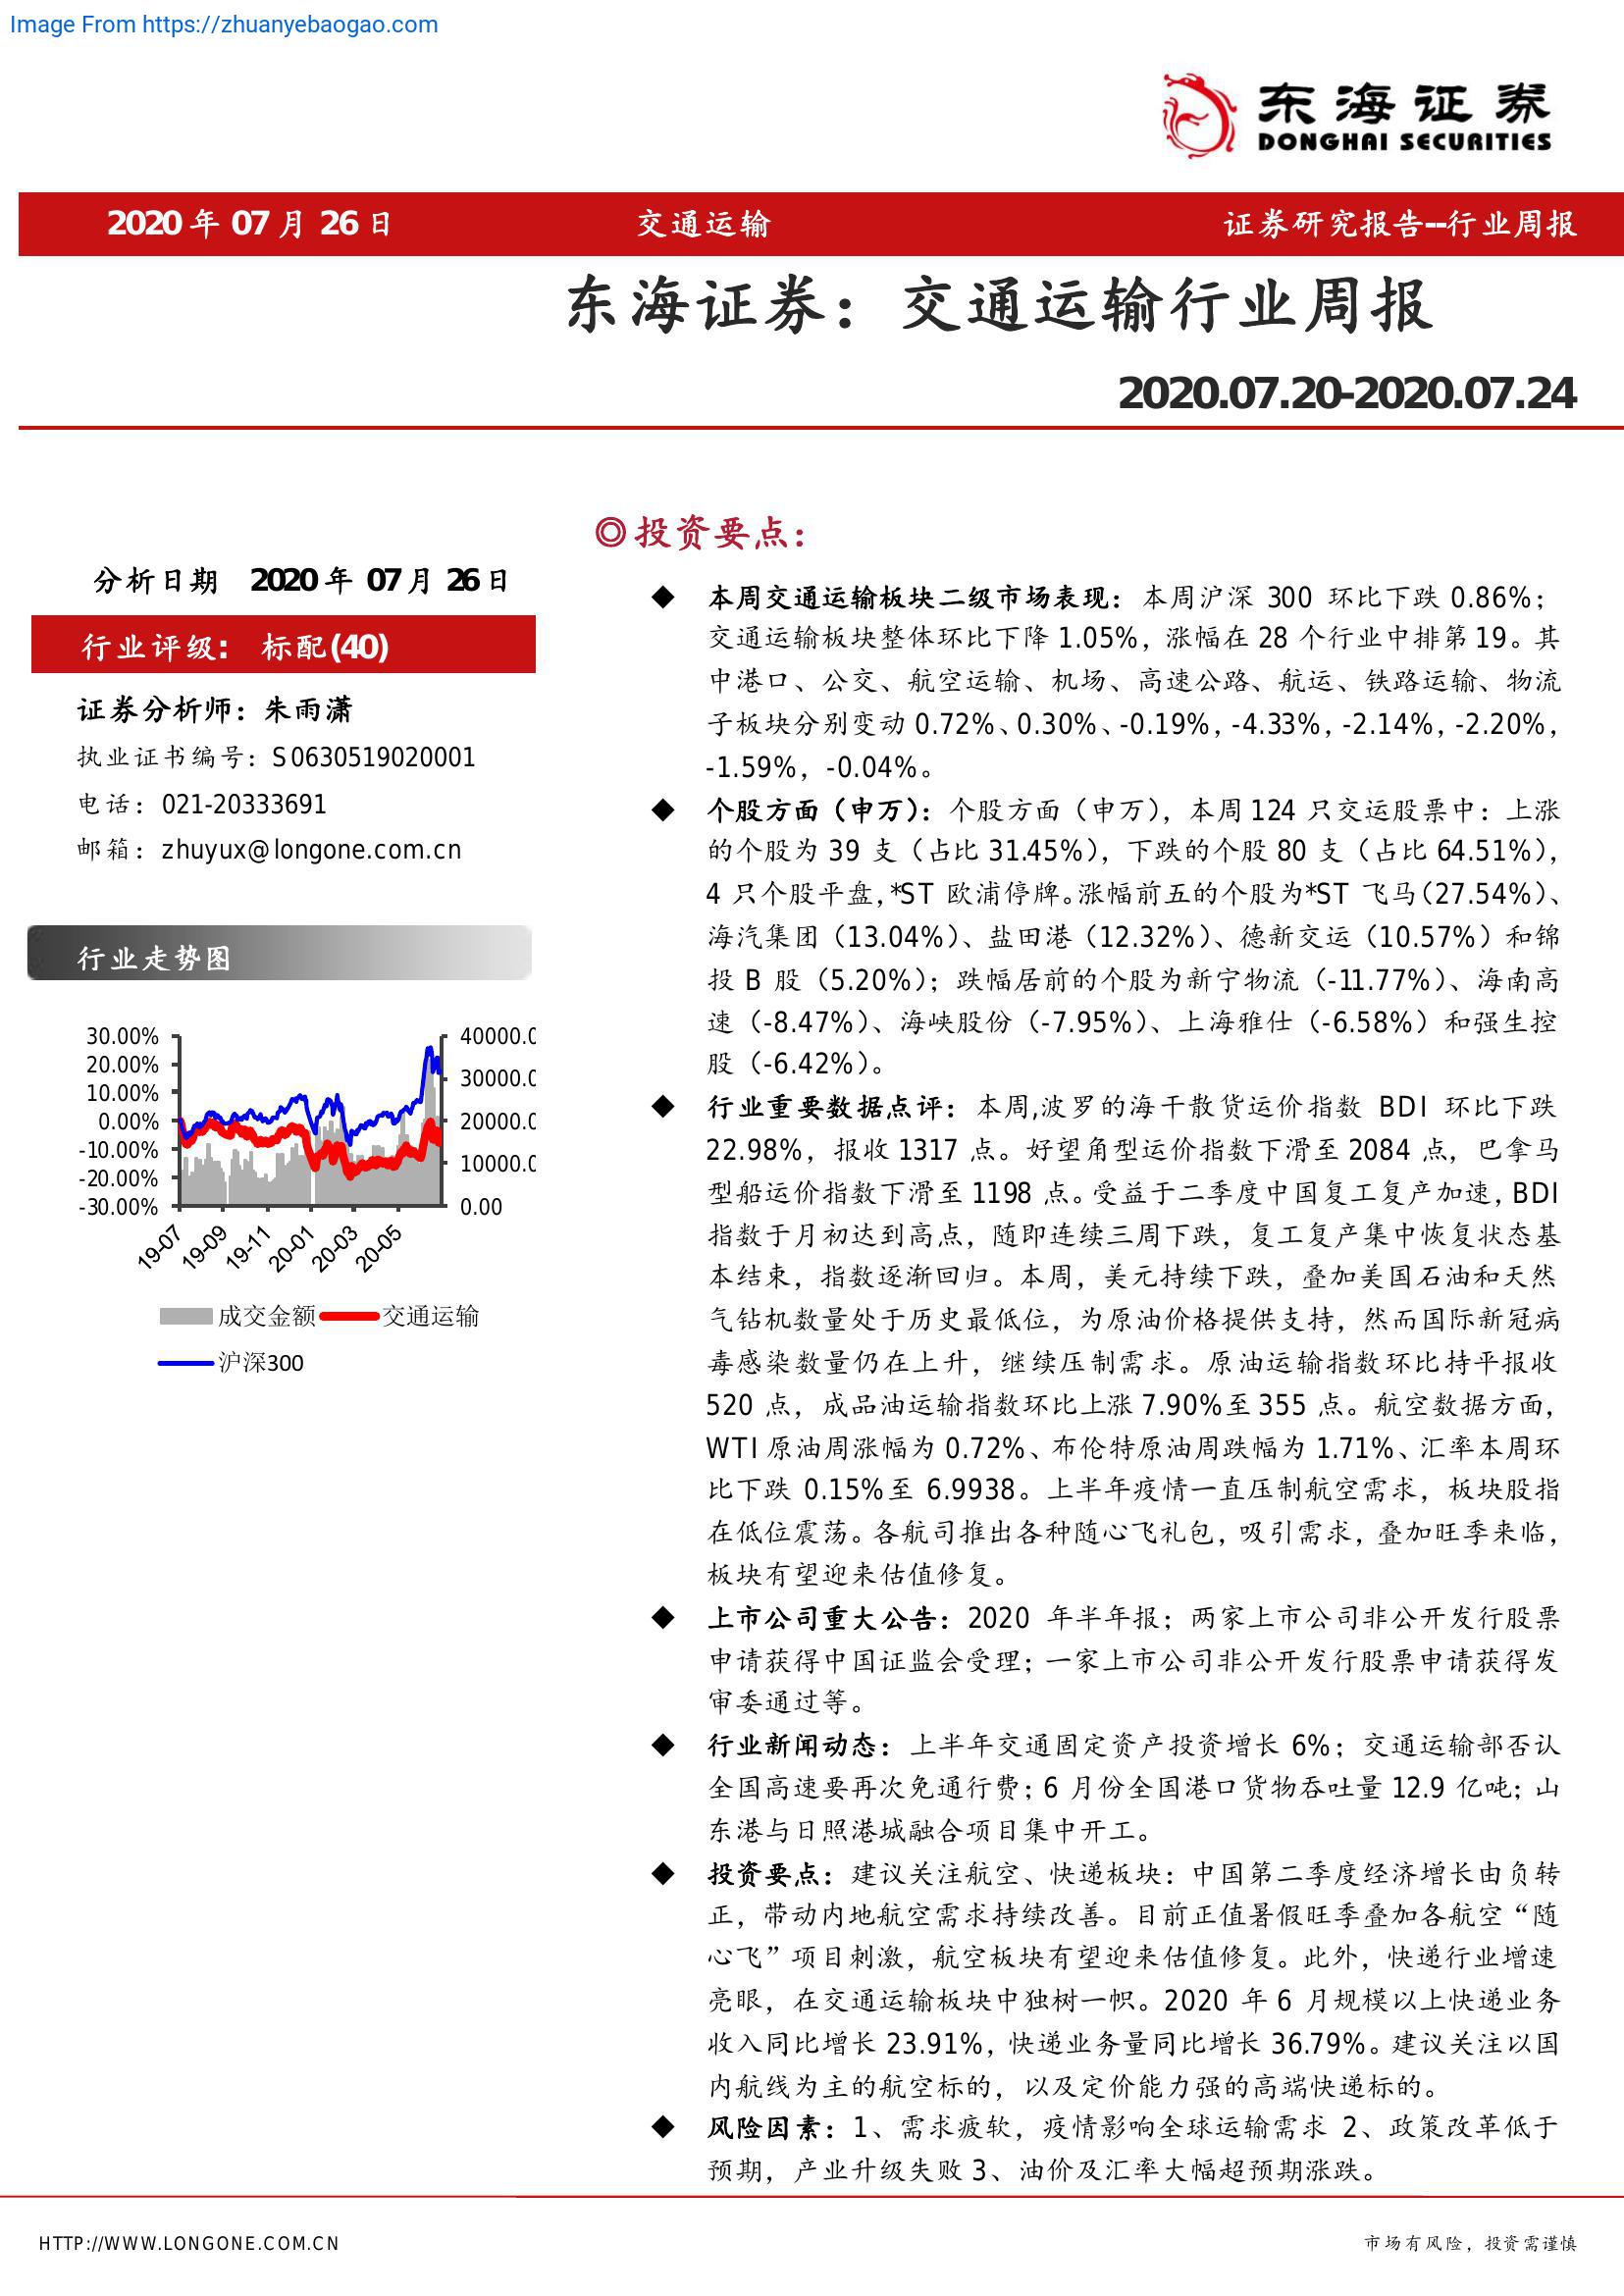 Image From https://zhuanyebaogao.com
东海证券
DONGHAI SECURITIES
2020 年 07 月 26 日 交通运输 证券研究报告--行业周报
东海证券：交通运输行业周报
2020.07.20-2020.07.24
分析日期 2020 年 07 月 26 日
行业评级： 标配(40)
证券分析师：朱雨潇
执业证书编号：S0630519020001
电话：021-20333691
邮箱：zhuyux@longone.com.cn
行业走势图
30.00%
20.00%
10.00%
0.00%
-10.00%
-20.00%
-30.00%
40000.0
30000.0
20000.0
10000.0
0.00
19-07 19-09 19-11 20-01 20-03 20-05
成交金额 交通运输
沪深300
◎投资要点：
◆ 本周交通运输板块二级市场表现：本周沪深 300 环比下跌 0.86%；
交通运输板块整体环比下降 1.05%，涨幅在 28 个行业中排第 19。其
中港口、公交、航空运输、机场、高速公路、航运、铁路运输、物流
子板块分别变动 0.72%、0.30%、-0.19%，-4.33%，-2.14%，-2.20%，
-1.59%，-0.04%。
◆ 个股方面（申万）：个股方面（申万），本周 124 只交运股票中：上涨
的个股为 39 支（占比 31.45%），下跌的个股 80 支（占比 64.51%），
4 只个股平盘，*ST 欧浦停牌。涨幅前五的个股为*ST 飞马（27.54%）、
海汽集团（13.04%）、盐田港（12.32%）、德新交运（10.57%）和锦
投 B 股（5.20%）；跌幅居前的个股为新宁物流（-11.77%）、海南高
速（-8.47%）、海峡股份（-7.95%）、上海雅仕（-6.58%）和强生控
股（-6.42%）。
◆ 行业重要数据点评：本周,波罗的海干散货运价指数 BDI 环比下跌
22.98%，报收 1317 点。好望角型运价指数下滑至 2084 点，巴拿马
型船运价指数下滑至 1198 点。受益于二季度中国复工复产加速，BDI
指数于月初达到高点，随即连续三周下跌，复工复产集中恢复状态基
本结束，指数逐渐回归。本周，美元持续下跌，叠加美国石油和天然
气钻机数量处于历史最低位，为原油价格提供支持，然而国际新冠病
毒感染数量仍在上升，继续压制需求。原油运输指数环比持平报收
520 点，成品油运输指数环比上涨 7.90%至 355 点。航空数据方面，
WTI 原油周涨幅为 0.72%、布伦特原油周跌幅为 1.71%、汇率本周环
比下跌 0.15%至 6.9938。上半年疫情一直压制航空需求，板块股指
在低位震荡。各航司推出各种随心飞礼包，吸引需求，叠加旺季来临，
板块有望迎来估值修复。
◆ 上市公司重大公告：2020 年半年报；两家上市公司非公开发行股票
申请获得中国证监会受理；一家上市公司非公开发行股票申请获得发
审委通过等。
◆ 行业新闻动态：上半年交通固定资产投资增长 6%；交通运输部否认
全国高速要再次免通行费；6 月份全国港口货物吞吐量 12.9 亿吨；山
东港与日照港城融合项目集中开工。
◆ 投资要点：建议关注航空、快递板块：中国第二季度经济增长由负转
正，带动内地航空需求持续改善。目前正值暑假旺季叠加各航空“随
心飞”项目刺激，航空板块有望迎来估值修复。此外，快递行业增速
亮眼，在交通运输板块中独树一帜。2020 年 6 月规模以上快递业务
收入同比增长 23.91%，快递业务量同比增长 36.79%。建议关注以国
内航线为主的航空标的，以及定价能力强的高端快递标的。
◆ 风险因素：1、需求疲软，疫情影响全球运输需求 2、政策改革低于
预期，产业升级失败 3、油价及汇率大幅超预期涨跌。
HTTP://WWW.LONGONE.COM.CN 市场有风险，投资需谨慎